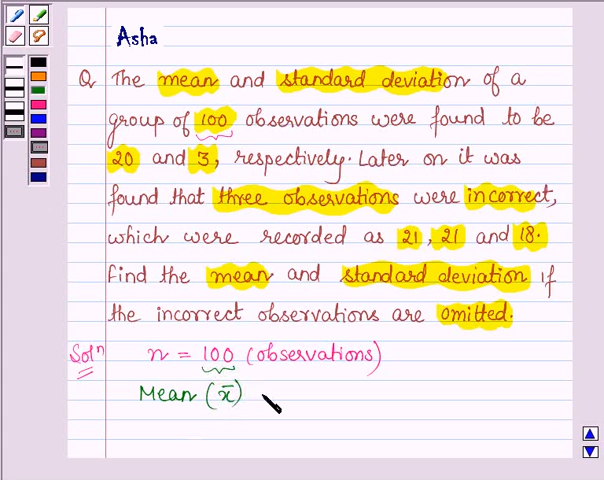 Asha
Q The mean and standard deviation of a
group of 100 observations were found to be
20 and 3, respectively. Later on it was
found that three observations were incorrect,
which were recorded as 21, 21 and 18.
Find the mean and standard deviation if
the incorrect observations are omitted.
Solⁿ n = 100 (observations)
Mean (x̄)